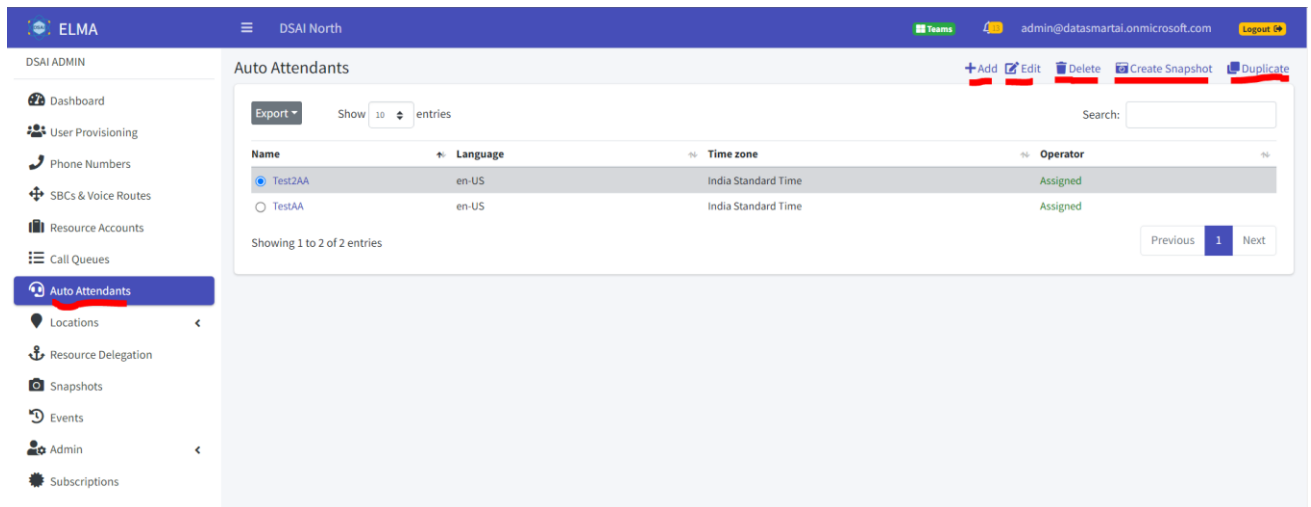 ELMA DSAI North Teams admin@datasmartai.onmicrosoft.com Logout
DSAI ADMIN
Dashboard
User Provisioning
Phone Numbers
SBCs & Voice Routes
Resource Accounts
Call Queues
Auto Attendants
Locations
Resource Delegation
Snapshots
Events
Admin
Subscriptions
Auto Attendants Add Edit Delete Create Snapshot Duplicate
Export Show 10 entries Search:
Name Language Time zone Operator
Test2AA en-US India Standard Time Assigned
TestAA en-US India Standard Time Assigned
Showing 1 to 2 of 2 entries Previous 1 Next